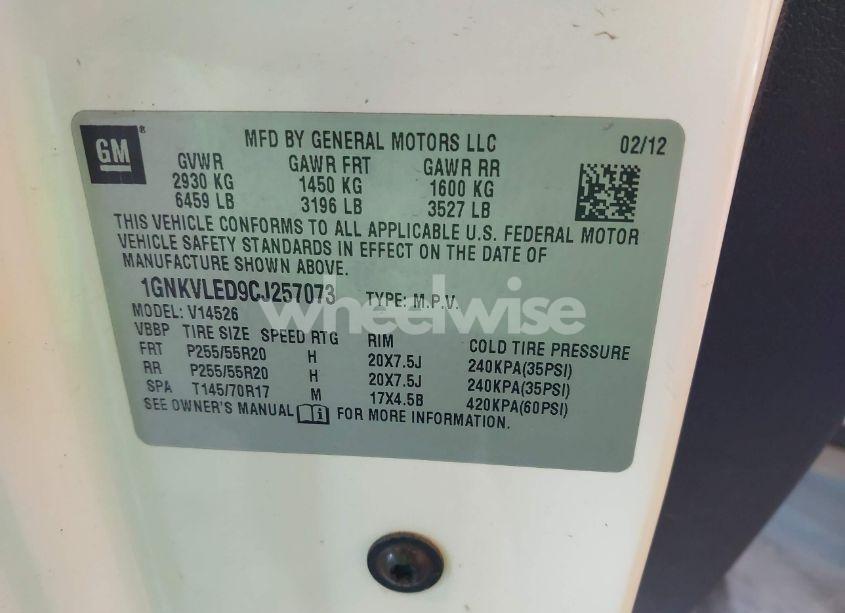 GM®
MFD BY GENERAL MOTORS LLC 02/12
GVWR GAWR FRT GAWR RR
2930 KG 1450 KG 1600 KG
6459 LB 3196 LB 3527 LB
THIS VEHICLE CONFORMS TO ALL APPLICABLE U.S. FEDERAL MOTOR
VEHICLE SAFETY STANDARDS IN EFFECT ON THE DATE OF
MANUFACTURE SHOWN ABOVE.
1GNKVLED9CJ257073 TYPE: M.P.V.
wheelwise
MODEL: V14526
VBBP TIRE SIZE SPEED RTG RIM COLD TIRE PRESSURE
FRT P255/55R20 H 20X7.5J 240KPA(35PSI)
RR P255/55R20 H 20X7.5J 240KPA(35PSI)
SPA T145/70R17 M 17X4.5B 420KPA(60PSI)
SEE OWNER'S MANUAL FOR MORE INFORMATION.